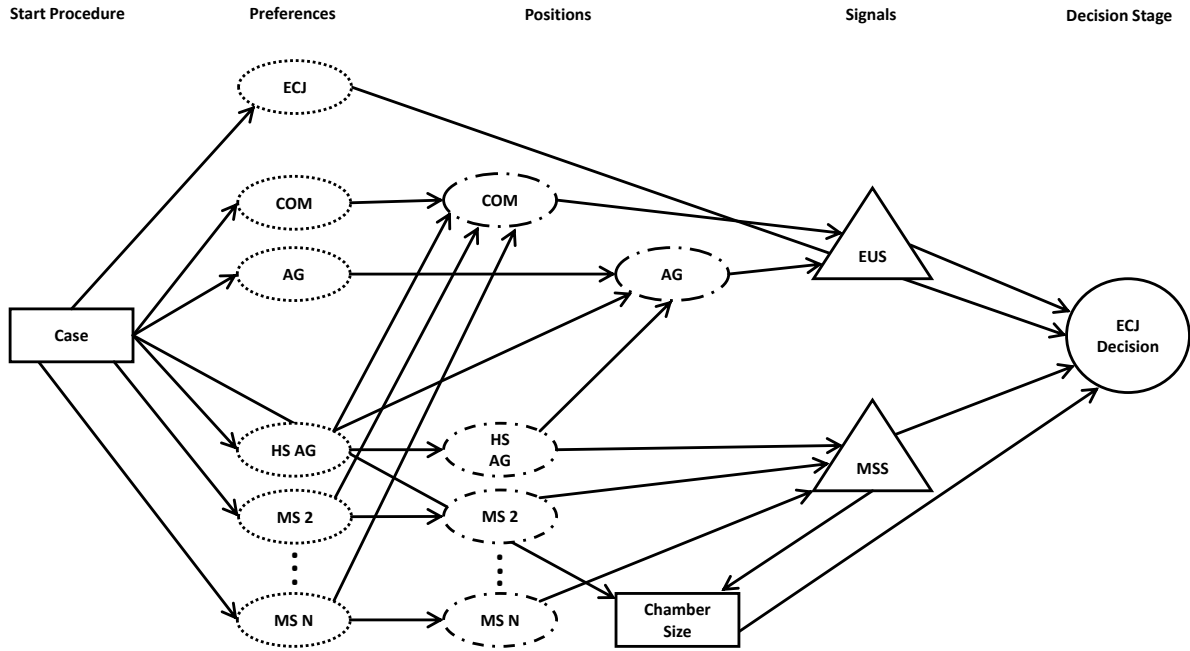 Start Procedure
Preferences
Positions
Signals
Decision Stage
ECJ
COM
COM
AG
AG
EUS
Case
ECJ
Decision
HS AG
HS
AG
MSS
MS 2
MS 2
MS N
MS N
Chamber
Size